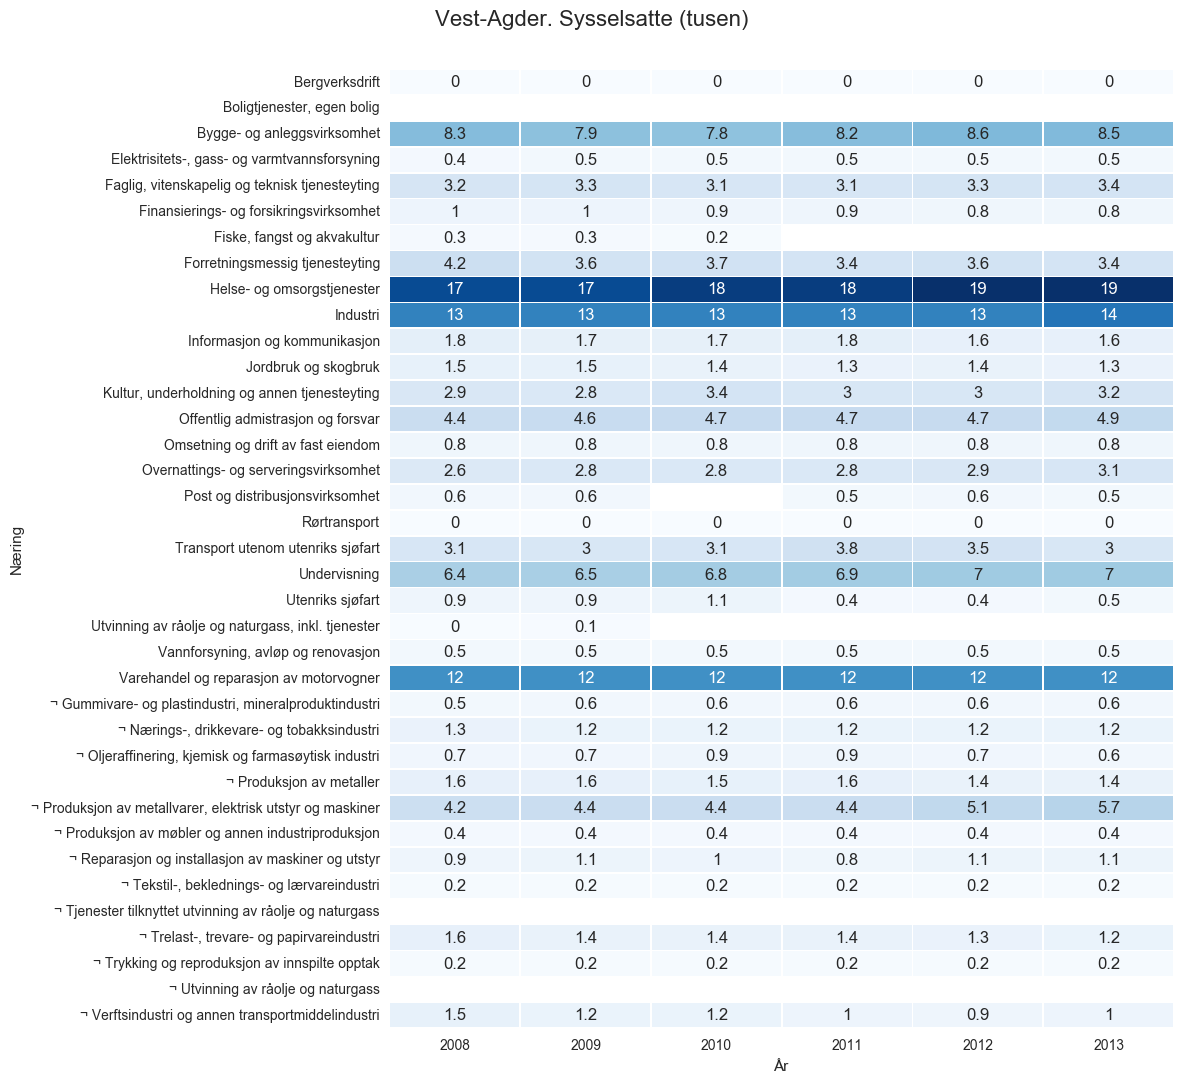 Vest-Agder. Sysselsatte (tusen)
Bergverksdrift 0 0 0 0 0 0
Boligtjenester, egen bolig
Bygge- og anleggsvirksomhet 8.3 7.9 7.8 8.2 8.6 8.5
Elektrisitets-, gass- og varmtvannsforsyning 0.4 0.5 0.5 0.5 0.5 0.5
Faglig, vitenskapelig og teknisk tjenesteyting 3.2 3.3 3.1 3.1 3.3 3.4
Finansierings- og forsikringsvirksomhet 1 1 0.9 0.9 0.8 0.8
Fiske, fangst og akvakultur 0.3 0.3 0.2
Forretningsmessig tjenesteyting 4.2 3.6 3.7 3.4 3.6 3.4
Helse- og omsorgstjenester 17 17 18 18 19 19
Industri 13 13 13 13 13 14
Informasjon og kommunikasjon 1.8 1.7 1.7 1.8 1.6 1.6
Jordbruk og skogbruk 1.5 1.5 1.4 1.3 1.4 1.3
Kultur, underholdning og annen tjenesteyting 2.9 2.8 3.4 3 3 3.2
Offentlig admistrasjon og forsvar 4.4 4.6 4.7 4.7 4.7 4.9
Omsetning og drift av fast eiendom 0.8 0.8 0.8 0.8 0.8 0.8
Overnattings- og serveringsvirksomhet 2.6 2.8 2.8 2.8 2.9 3.1
Post og distribusjonsvirksomhet 0.6 0.6 0.5 0.6 0.5
Rørtransport 0 0 0 0 0 0
Næring
Transport utenom utenriks sjøfart 3.1 3 3.1 3.8 3.5 3
Undervisning 6.4 6.5 6.8 6.9 7 7
Utenriks sjøfart 0.9 0.9 1.1 0.4 0.4 0.5
Utvinning av råolje og naturgass, inkl. tjenester 0 0.1
Vannforsyning, avløp og renovasjon 0.5 0.5 0.5 0.5 0.5 0.5
Varehandel og reparasjon av motorvogner 12 12 12 12 12 12
¬ Gummivare- og plastindustri, mineralproduktindustri 0.5 0.6 0.6 0.6 0.6 0.6
¬ Nærings-, drikkevare- og tobakksindustri 1.3 1.2 1.2 1.2 1.2 1.2
¬ Oljeraffinering, kjemisk og farmasøytisk industri 0.7 0.7 0.9 0.9 0.7 0.6
¬ Produksjon av metaller 1.6 1.6 1.5 1.6 1.4 1.4
¬ Produksjon av metallvarer, elektrisk utstyr og maskiner 4.2 4.4 4.4 4.4 5.1 5.7
¬ Produksjon av møbler og annen industriproduksjon 0.4 0.4 0.4 0.4 0.4 0.4
¬ Reparasjon og installasjon av maskiner og utstyr 0.9 1.1 1 0.8 1.1 1.1
¬ Tekstil-, beklednings- og lærvareindustri 0.2 0.2 0.2 0.2 0.2 0.2
¬ Tjenester tilknyttet utvinning av råolje og naturgass
¬ Trelast-, trevare- og papirvareindustri 1.6 1.4 1.4 1.4 1.3 1.2
¬ Trykking og reproduksjon av innspilte opptak 0.2 0.2 0.2 0.2 0.2 0.2
¬ Utvinning av råolje og naturgass
¬ Verftsindustri og annen transportmiddelindustri 1.5 1.2 1.2 1 0.9 1
2008 2009 2010 2011 2012 2013
År